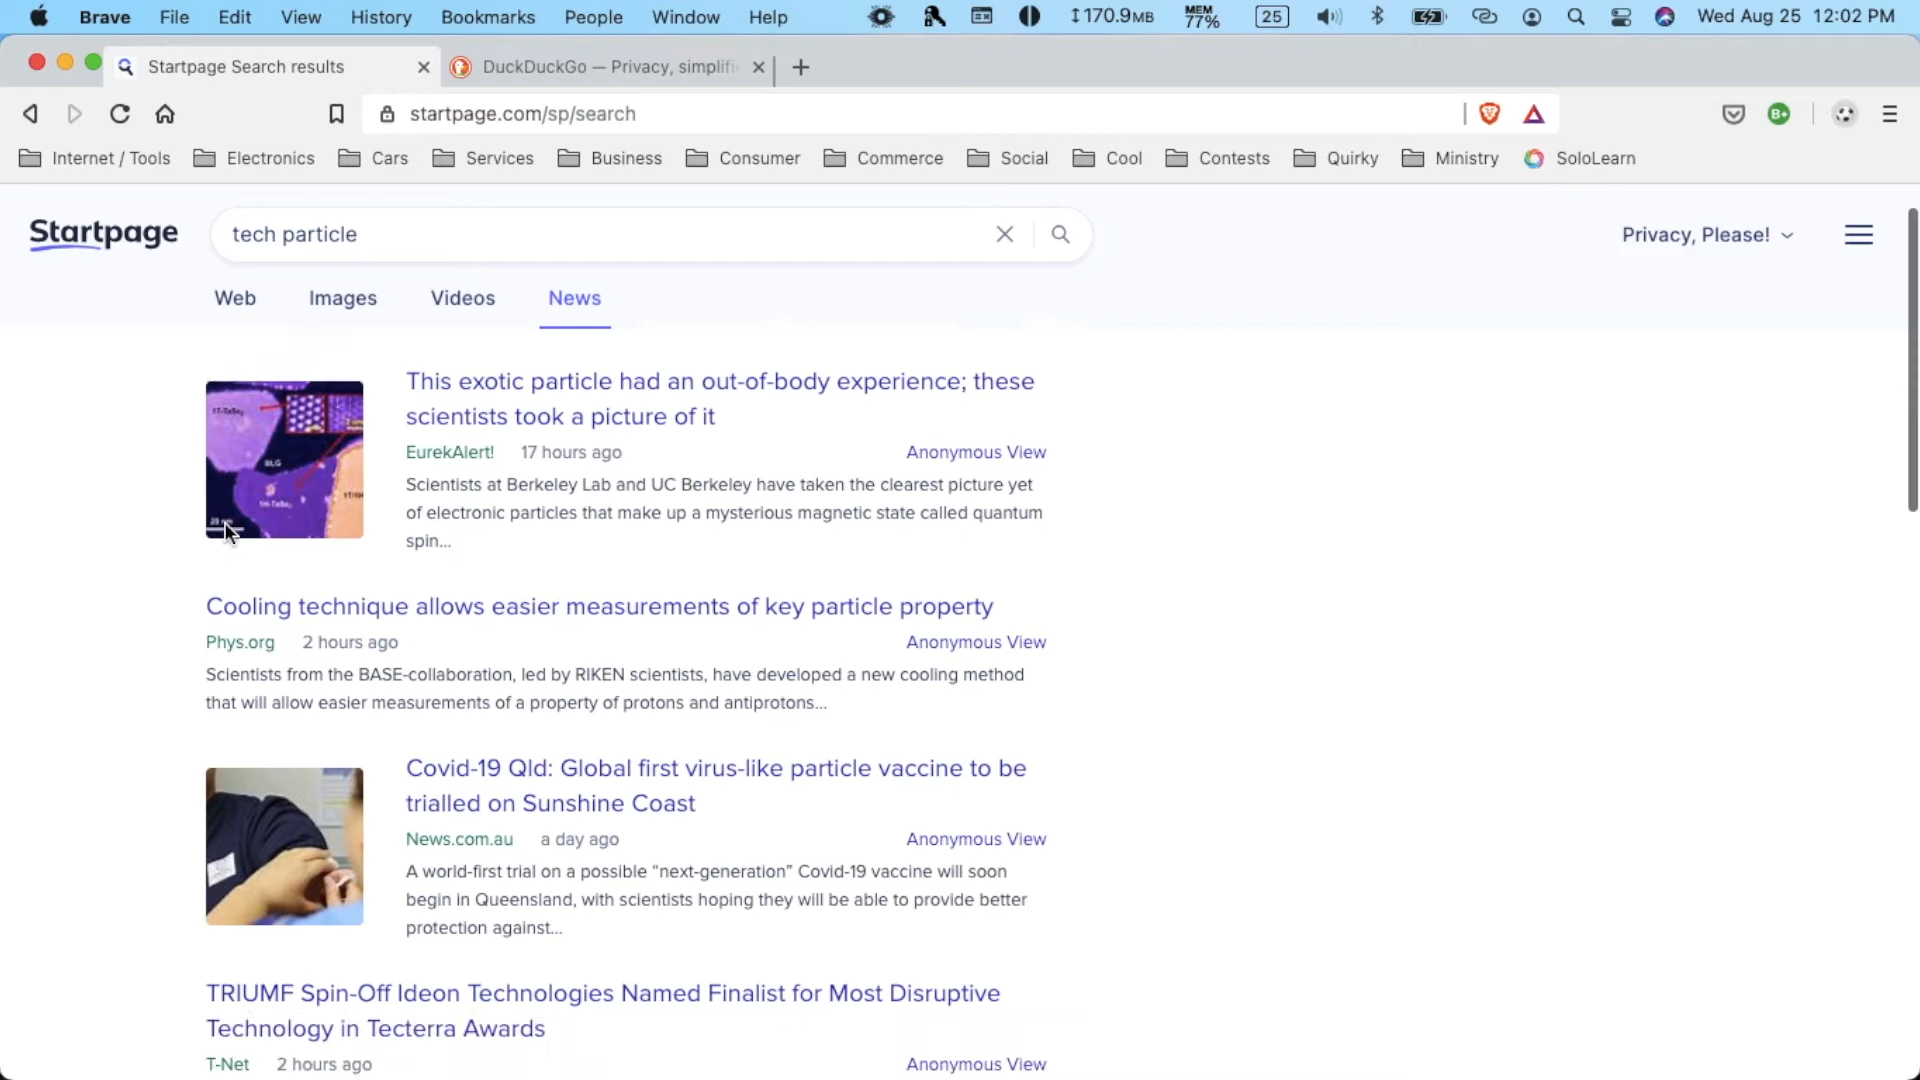 Brave File Edit View History Bookmarks People Window Help 170.9MB MEM 77% 25 Wed Aug 25 12:02 PM
Startpage Search results DuckDuckGo — Privacy, simplifi
startpage.com/sp/search
Internet / Tools Electronics Cars Services Business Consumer Commerce Social Cool Contests Quirky Ministry SoloLearn
Startpage tech particle Privacy, Please!
Web Images Videos News
This exotic particle had an out-of-body experience; these
scientists took a picture of it
EurekAlert! 17 hours ago Anonymous View
Scientists at Berkeley Lab and UC Berkeley have taken the clearest picture yet
of electronic particles that make up a mysterious magnetic state called quantum
spin...
Cooling technique allows easier measurements of key particle property
Phys.org 2 hours ago Anonymous View
Scientists from the BASE-collaboration, led by RIKEN scientists, have developed a new cooling method
that will allow easier measurements of a property of protons and antiprotons...
Covid-19 Qld: Global first virus-like particle vaccine to be
trialled on Sunshine Coast
News.com.au a day ago Anonymous View
A world-first trial on a possible “next-generation” Covid-19 vaccine will soon
begin in Queensland, with scientists hoping they will be able to provide better
protection against...
TRIUMF Spin-Off Ideon Technologies Named Finalist for Most Disruptive
Technology in Tecterra Awards
T-Net 2 hours ago Anonymous View